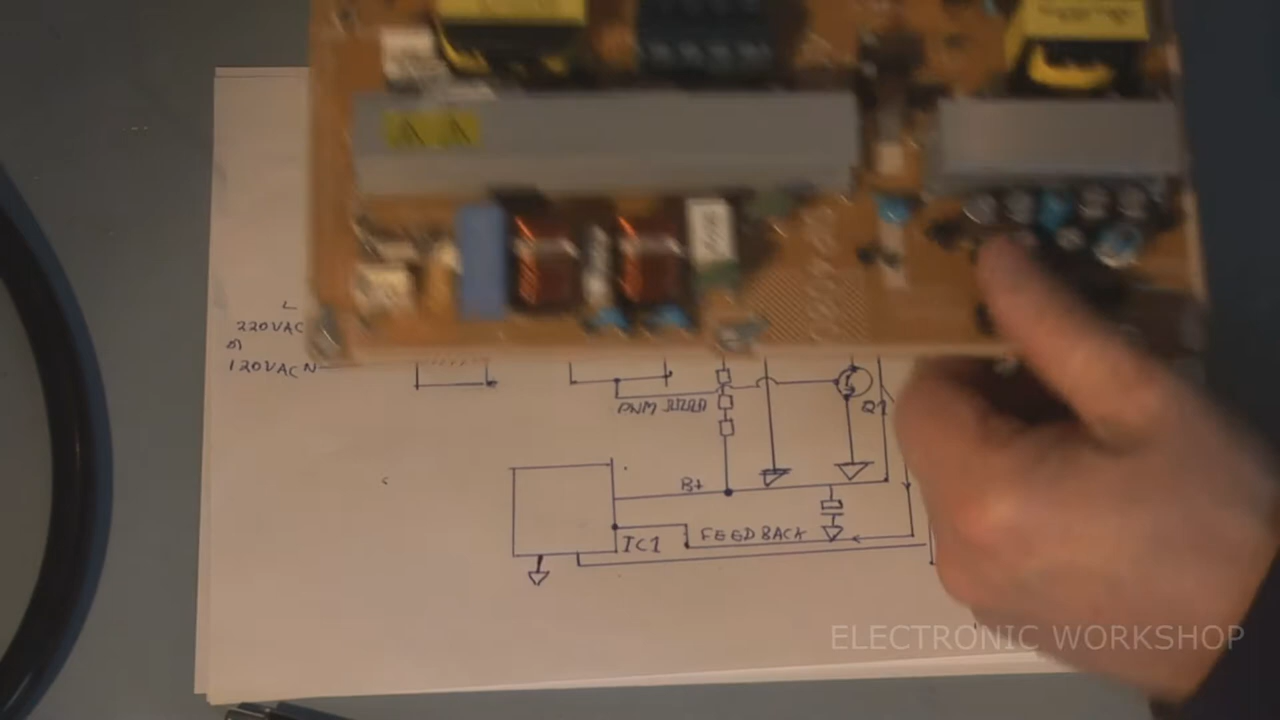 L
220VAC
or
120VAC N
PWM
Q1
B+
IC1
FEEDBACK
ELECTRONIC WORKSHOP